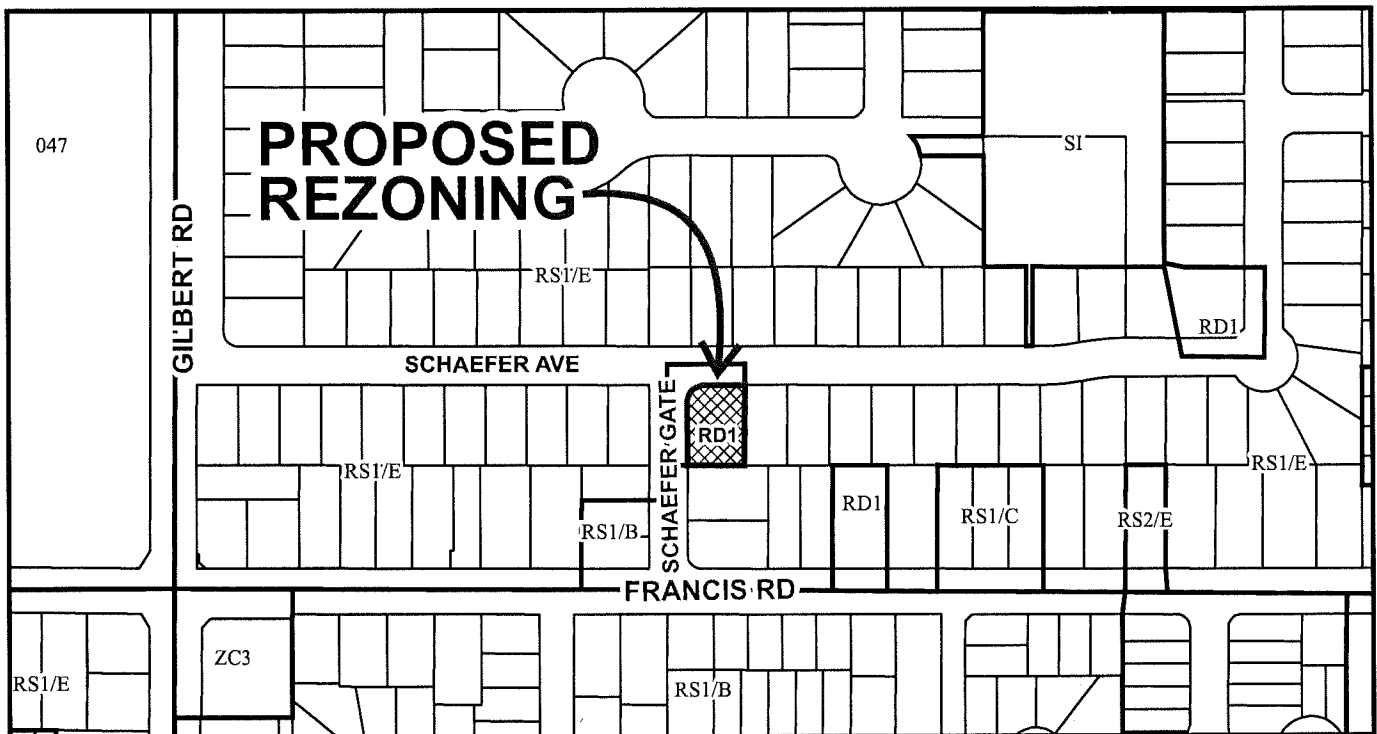 047
PROPOSED
REZONING
SI
GILBERT RD
RS1/E
RD1
SCHAEFER AVE
SCHAEFER GATE
RD1
RS1/E
RS1/E
RS1/B
RD1
RS1/C
RS2/E
FRANCIS RD
ZC3
RS1/E
RS1/B